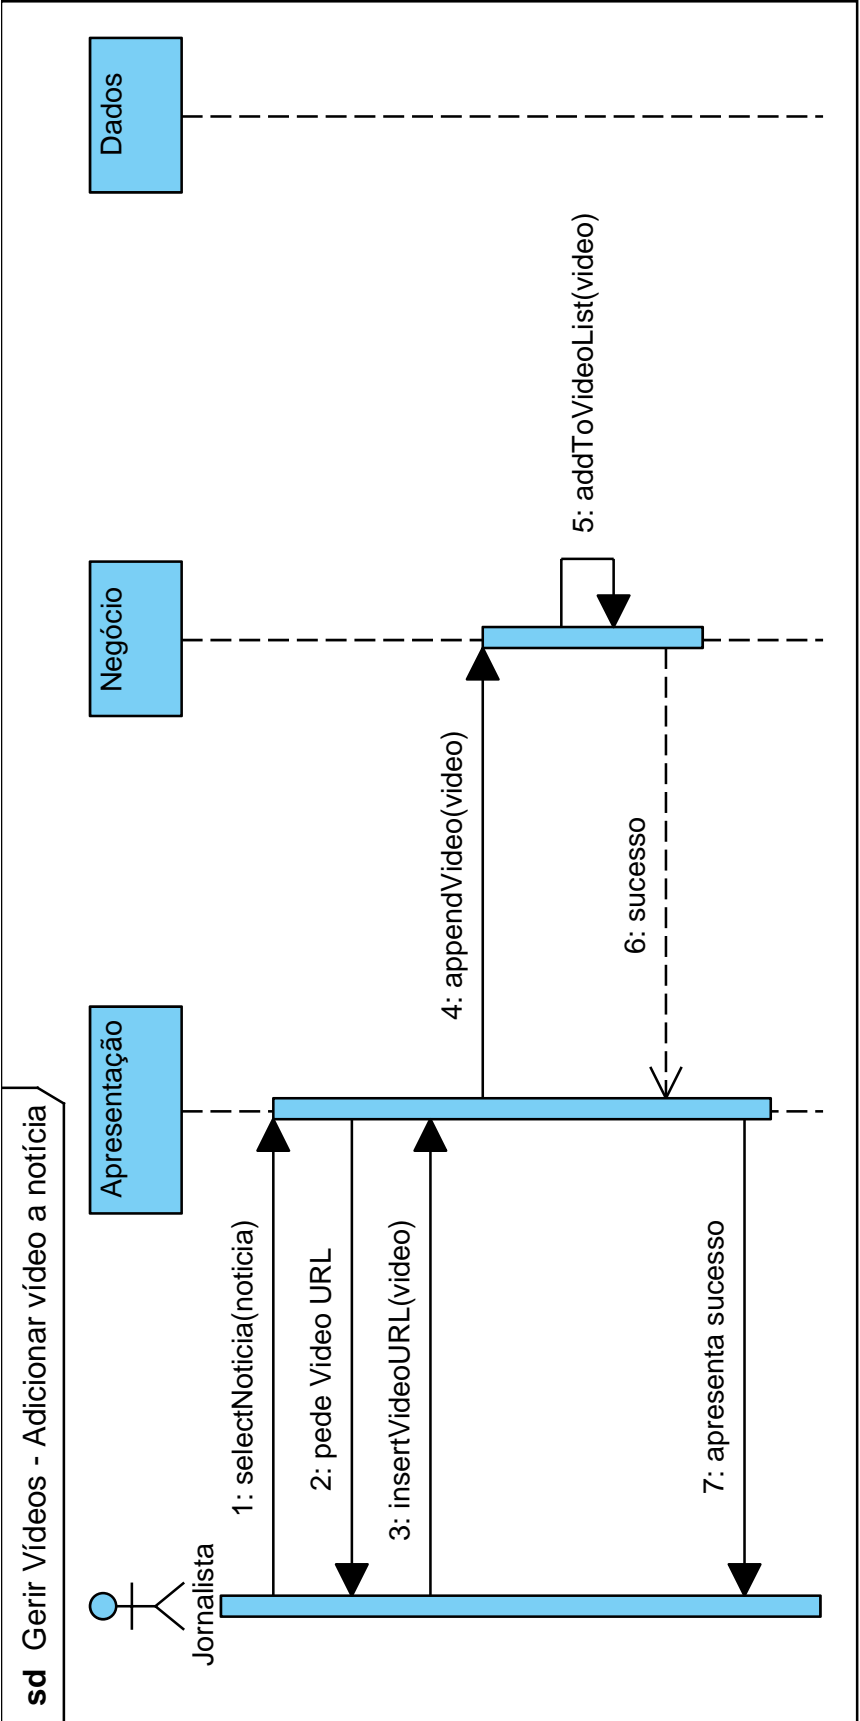 sd Gerir Vídeos - Adicionar vídeo a notícia
Jornalista
Apresentação
Negócio
Dados
1: selectNoticia(noticia)
2: pede Video URL
3: insertVideoURL(video)
4: appendVideo(video)
5: addToVideoList(video)
6: sucesso
7: apresenta sucesso